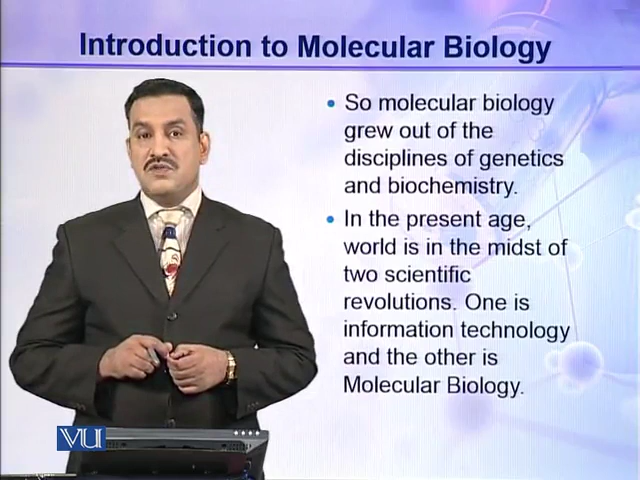 Introduction to Molecular Biology
• So molecular biology
grew out of the
disciplines of genetics
and biochemistry.
• In the present age,
world is in the midst of
two scientific
revolutions. One is
information technology
and the other is
Molecular Biology.
VU